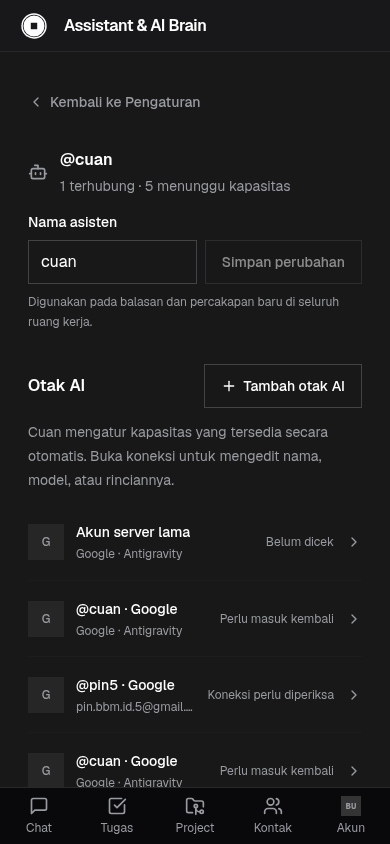 Assistant & AI Brain
Kembali ke Pengaturan
@cuan
1 terhubung · 5 menunggu kapasitas
Nama asisten
cuan
Simpan perubahan
Digunakan pada balasan dan percakapan baru di seluruh
ruang kerja.
Otak AI
+ Tambah otak AI
Cuan mengatur kapasitas yang tersedia secara
otomatis. Buka koneksi untuk mengedit nama,
model, atau rinciannya.
G
Akun server lama
Google · Antigravity
Belum dicek
G
@cuan · Google
Google · Antigravity
Perlu masuk kembali
G
@pin5 · Google
pin.bbm.id.5@gmail....
Koneksi perlu diperiksa
G
@cuan · Google
Google · Antigravity
Perlu masuk kembali
Chat
Tugas
Project
Kontak
BU
Akun